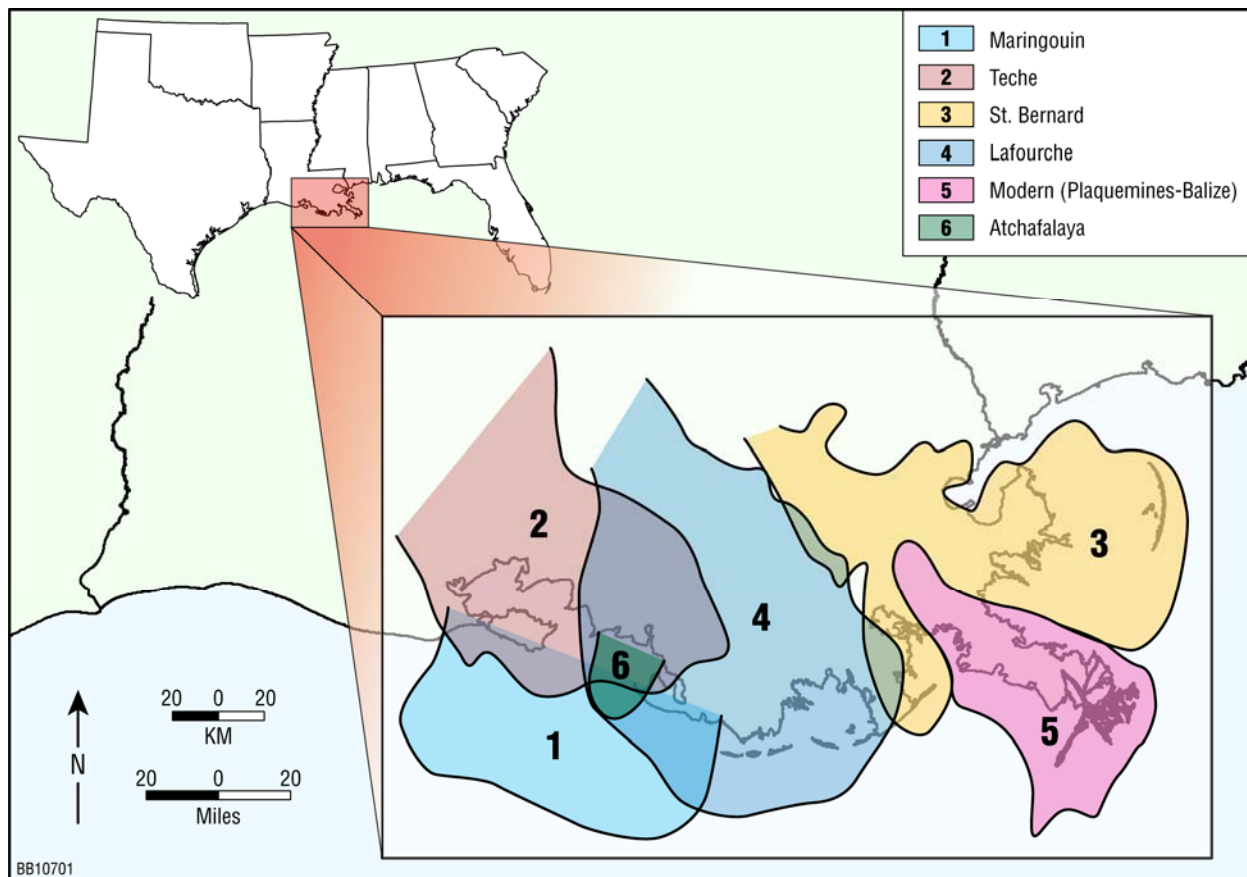 1 Maringouin
2 Teche
3 St. Bernard
4 Lafourche
5 Modern (Plaquemines-Balize)
6 Atchafalaya
2
3
4
6
1
5
N
20 0 20
KM
20 0 20
Miles
BB10701